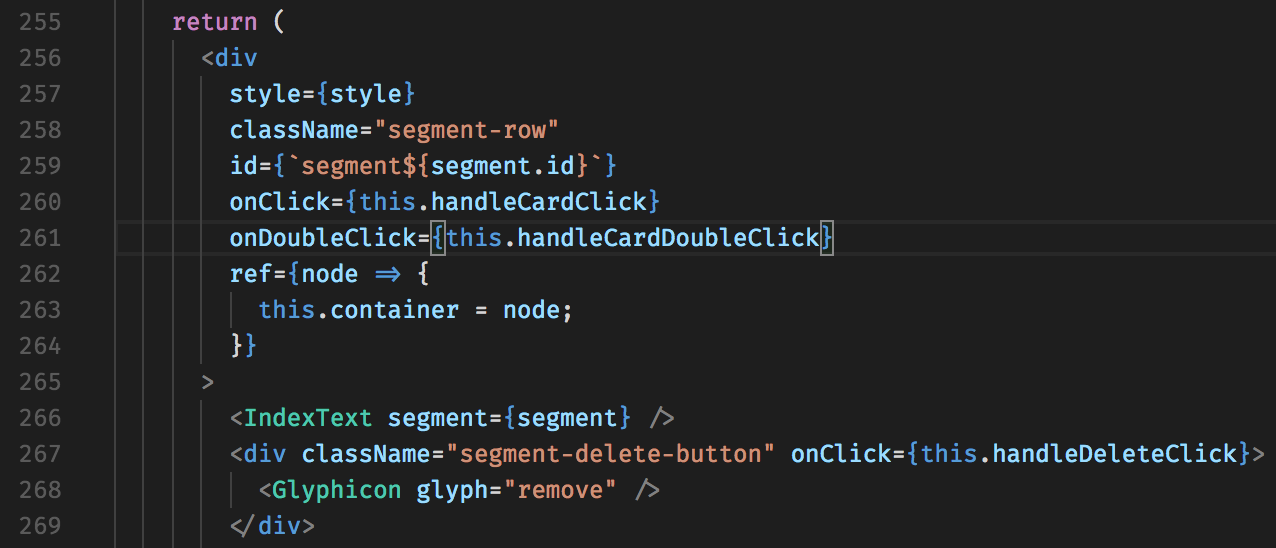 255 return (
256 <div
257 style={style}
258 className="segment-row"
259 id={`segment${segment.id}`}
260 onClick={this.handleCardClick}
261 onDoubleClick={this.handleCardDoubleClick}
262 ref={node => {
263 this.container = node;
264 }}
265 >
266 <IndexText segment={segment} />
267 <div className="segment-delete-button" onClick={this.handleDeleteClick}>
268 <Glyphicon glyph="remove" />
269 </div>